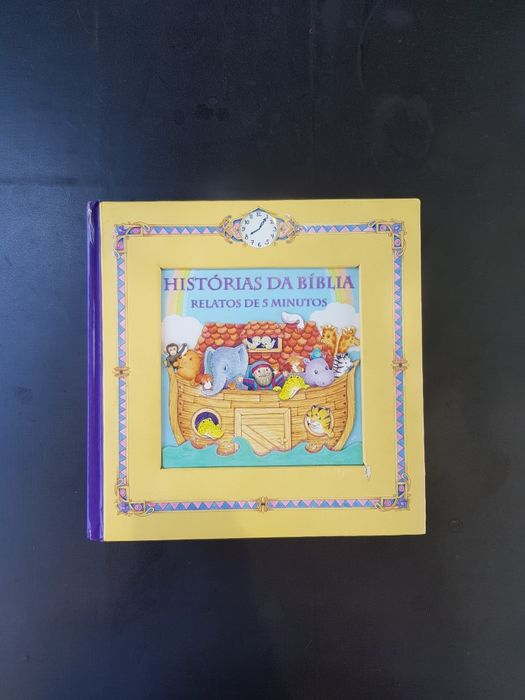 HISTÓRIAS DA BÍBLIA
RELATOS DE 5 MINUTOS